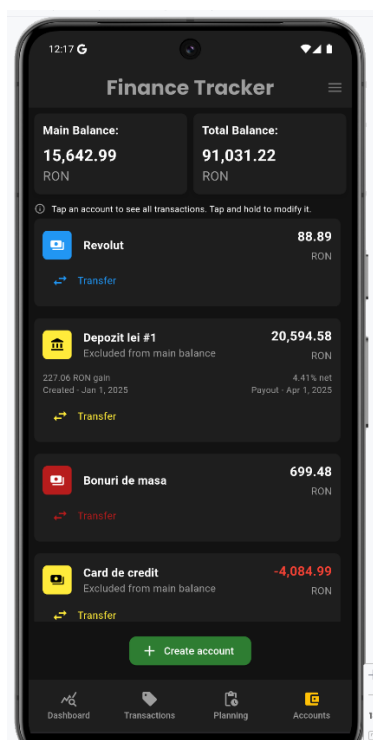 12:17 G
Finance Tracker
Main Balance:
15,642.99
RON
Total Balance:
91,031.22
RON
Tap an account to see all transactions. Tap and hold to modify it.
Revolut
88.89
RON
Transfer
Depozit lei #1
20,594.58
Excluded from main balance
RON
227.06 RON gain
4.41% net
Created - Jan 1, 2025
Payout - Apr 1, 2025
Transfer
Bonuri de masa
699.48
RON
Transfer
Card de credit
-4,084.99
Excluded from main balance
RON
Transfer
+ Create account
Dashboard
Transactions
Planning
Accounts